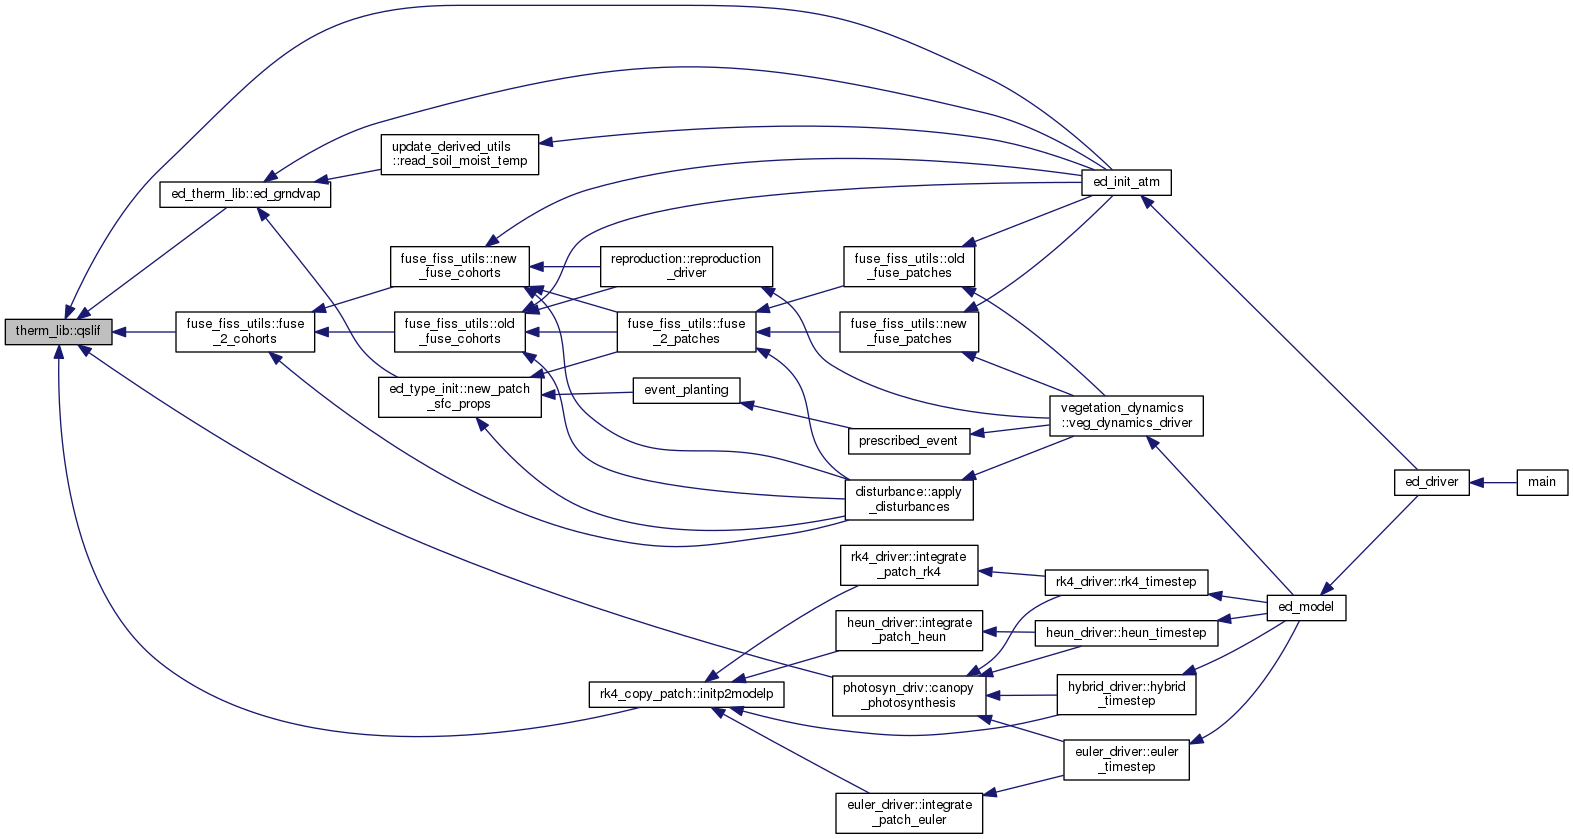 therm_lib::qslif
ed_therm_lib::ed_grndvap
update_derived_utils
::read_soil_moist_temp
fuse_fiss_utils::fuse
_2_cohorts
fuse_fiss_utils::new
_fuse_cohorts
fuse_fiss_utils::old
_fuse_cohorts
ed_type_init::new_patch
_sfc_props
reproduction::reproduction
_driver
fuse_fiss_utils::fuse
_2_patches
event_planting
rk4_copy_patch::initp2modelp
fuse_fiss_utils::old
_fuse_patches
fuse_fiss_utils::new
_fuse_patches
prescribed_event
disturbance::apply
_disturbances
rk4_driver::integrate
_patch_rk4
heun_driver::integrate
_patch_heun
photosyn_driv::canopy
_photosynthesis
euler_driver::integrate
_patch_euler
ed_init_atm
vegetation_dynamics
::veg_dynamics_driver
rk4_driver::rk4_timestep
heun_driver::heun_timestep
hybrid_driver::hybrid
_timestep
euler_driver::euler
_timestep
ed_model
ed_driver
main